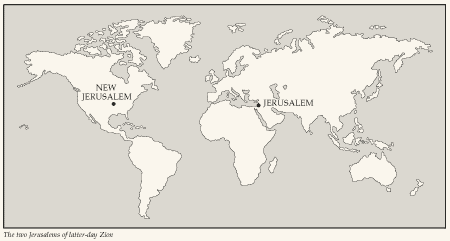 NEW
JERUSALEM
JERUSALEM
The two Jerusalems of latter-day Zion